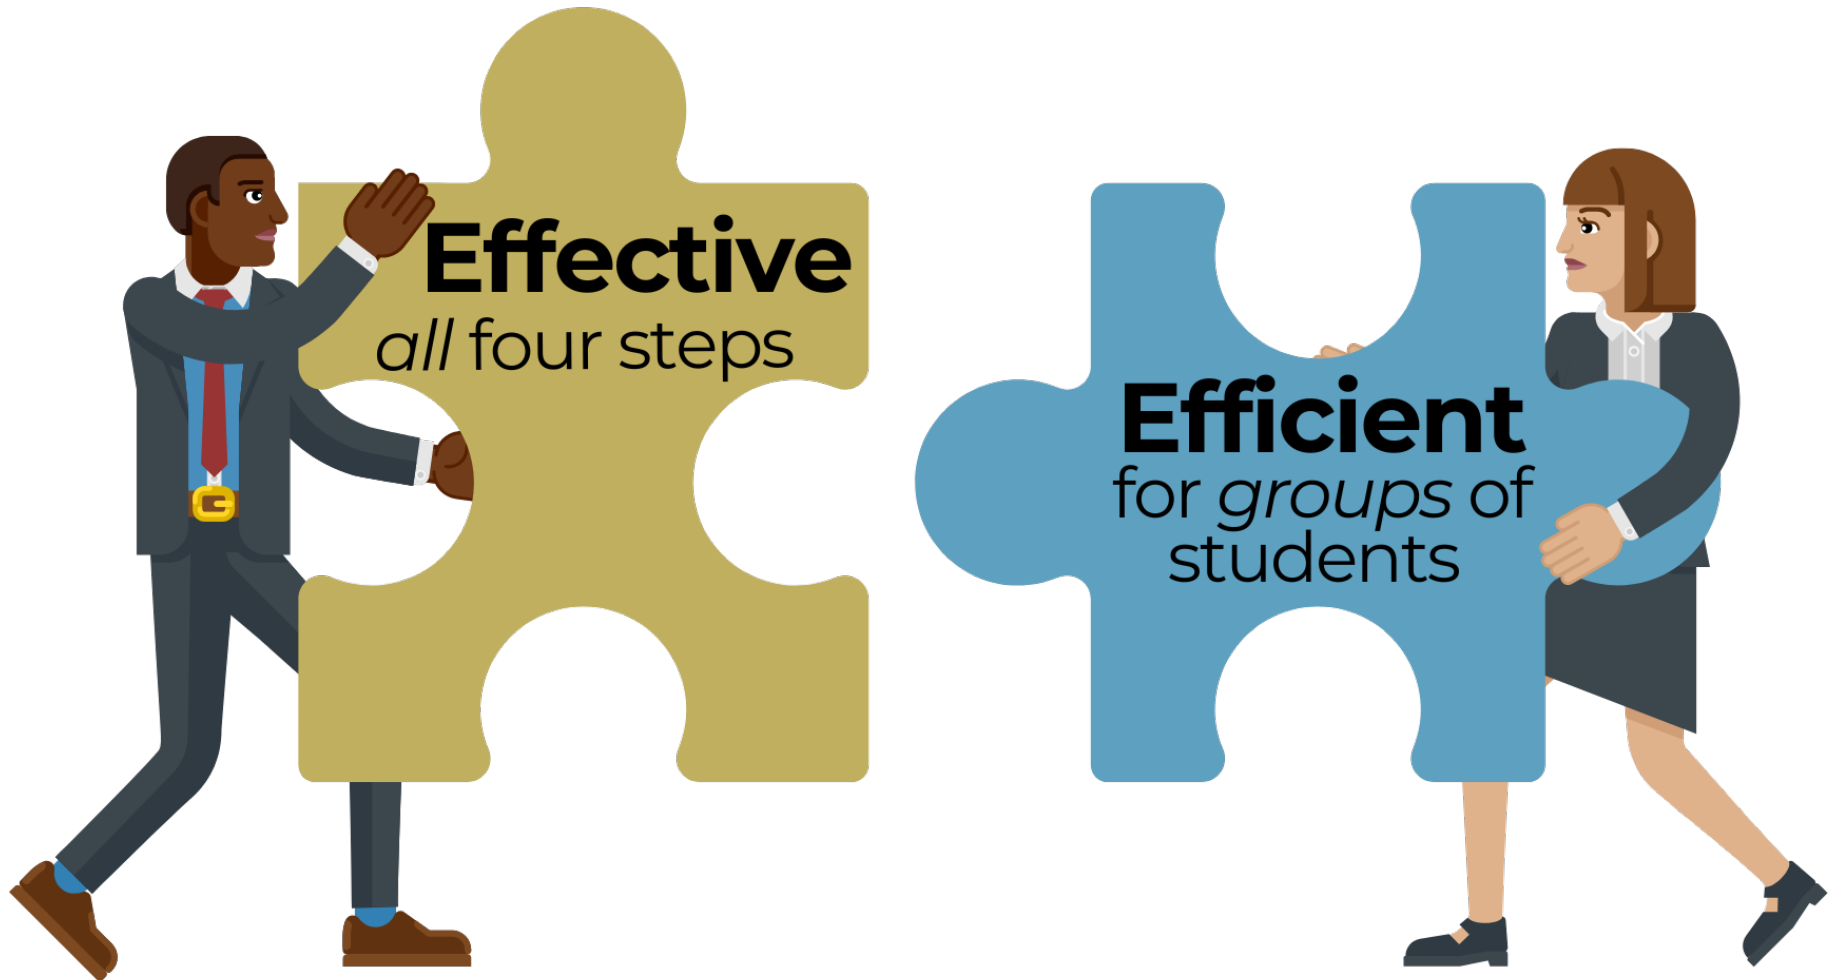 Effective
all four steps
Efficient
for groups of
students